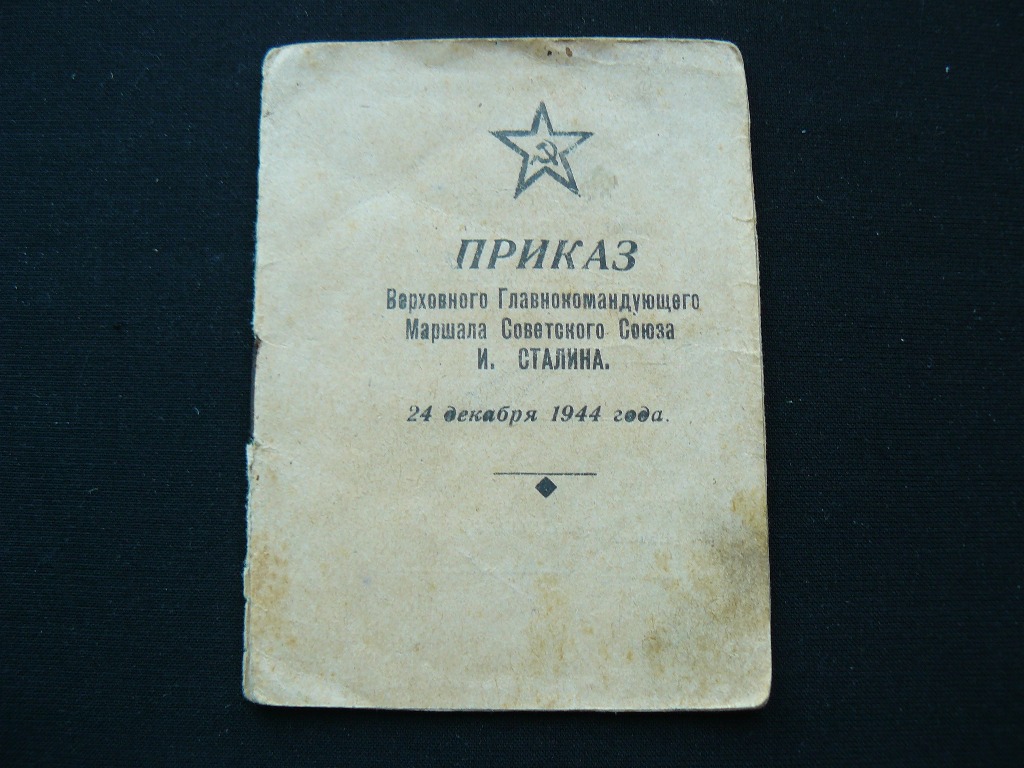 ПРИКАЗ
Верховного Главнокомандующего
Маршала Советского Союза
И. СТАЛИНА.
24 декабря 1944 года.